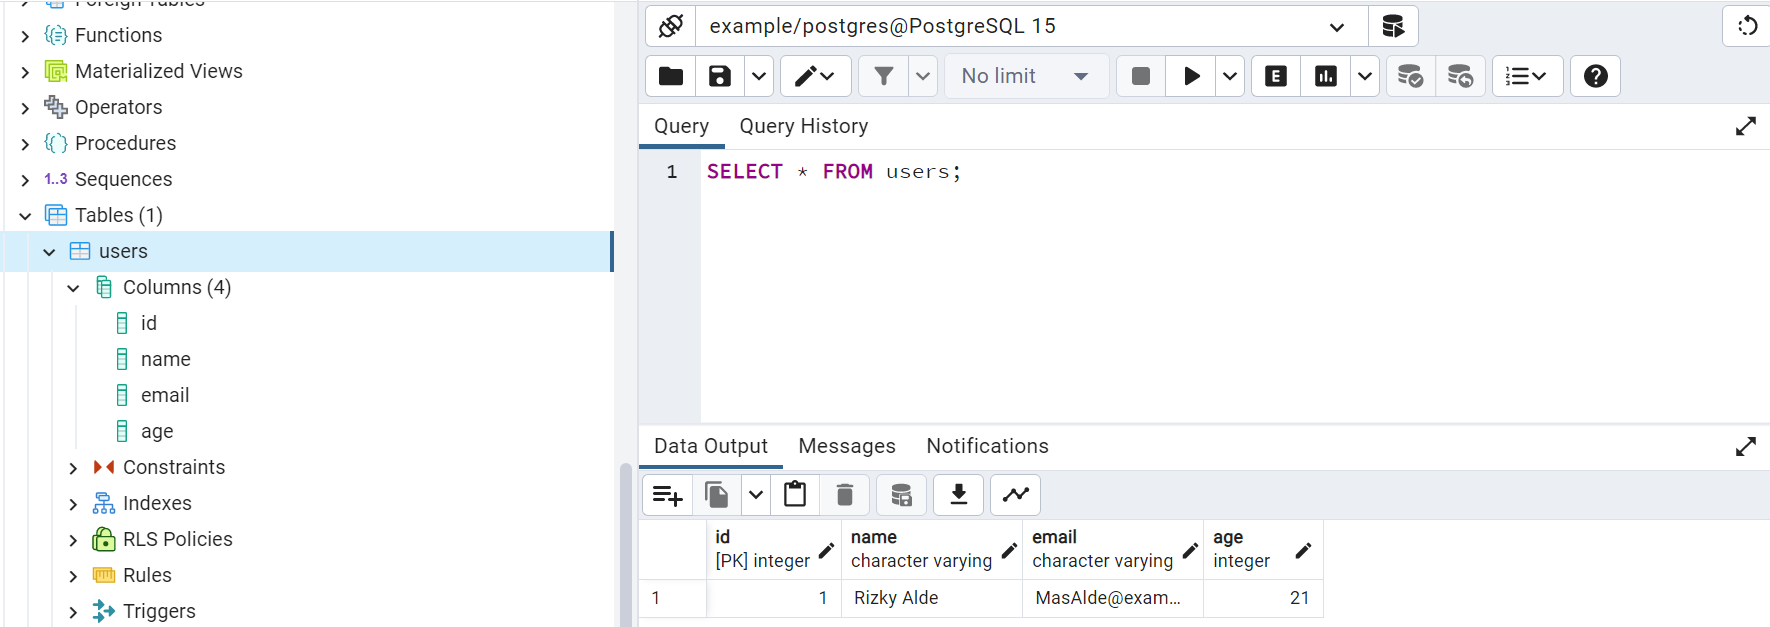 Foreign Tables
Functions
Materialized Views
Operators
Procedures
1..3 Sequences
Tables (1)
users
Columns (4)
id
name
email
age
Constraints
Indexes
RLS Policies
Rules
Triggers
example/postgres@PostgreSQL 15
No limit
E
Query Query History
1 SELECT * FROM users;
Data Output Messages Notifications
id name email age
[PK] integer character varying character varying integer
1 1 Rizky Alde MasAlde@exam... 21